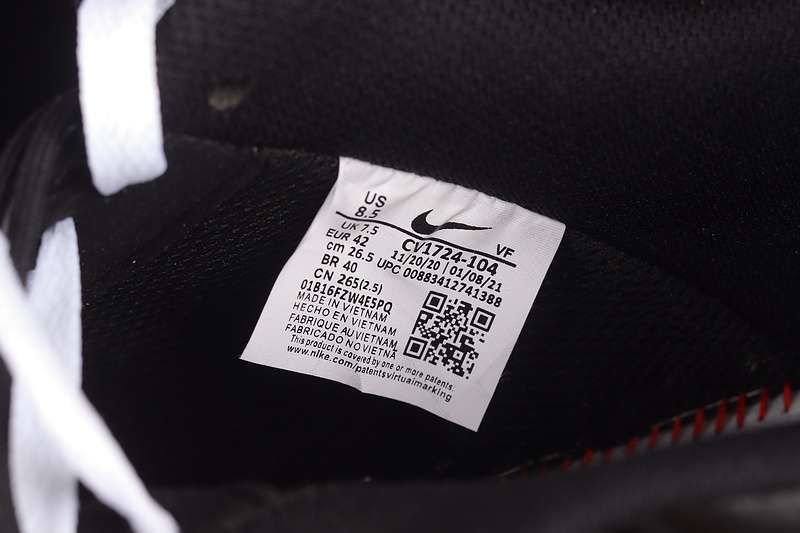 US
8.5
UK 7.5
EUR 42
cm 26.5
BR 40
CN 265(2.5)
VF
CV1724-104
11/20/20 | 01/08/21
UPC 00883412741388
01B16FZW4E5PQ
MADE IN VIETNAM
HECHO EN VIETNAM
FABRIQUE AU VIETNAM
FABRICADO NO VIETNÃ
This product is covered by one or more patents.
www.nike.com/patentsvirtualmarking